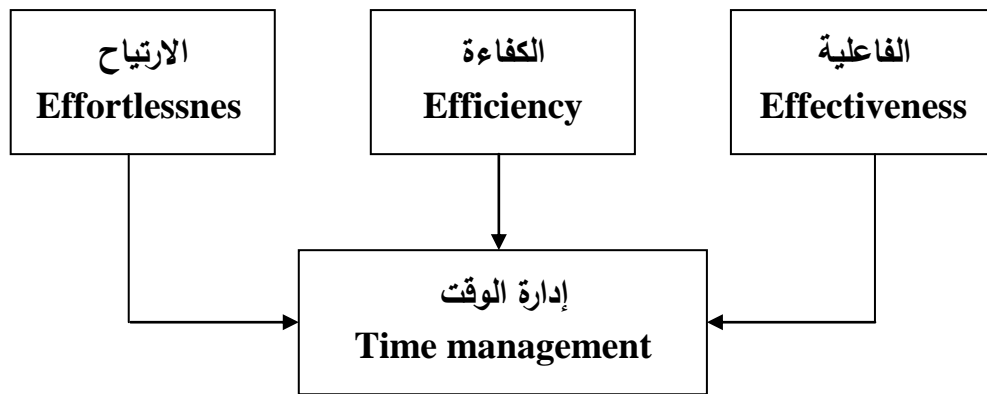 الارتياح
Effortlessnes
الكفاءة
Efficiency
الفاعلية
Effectiveness
إدارة الوقت
Time management